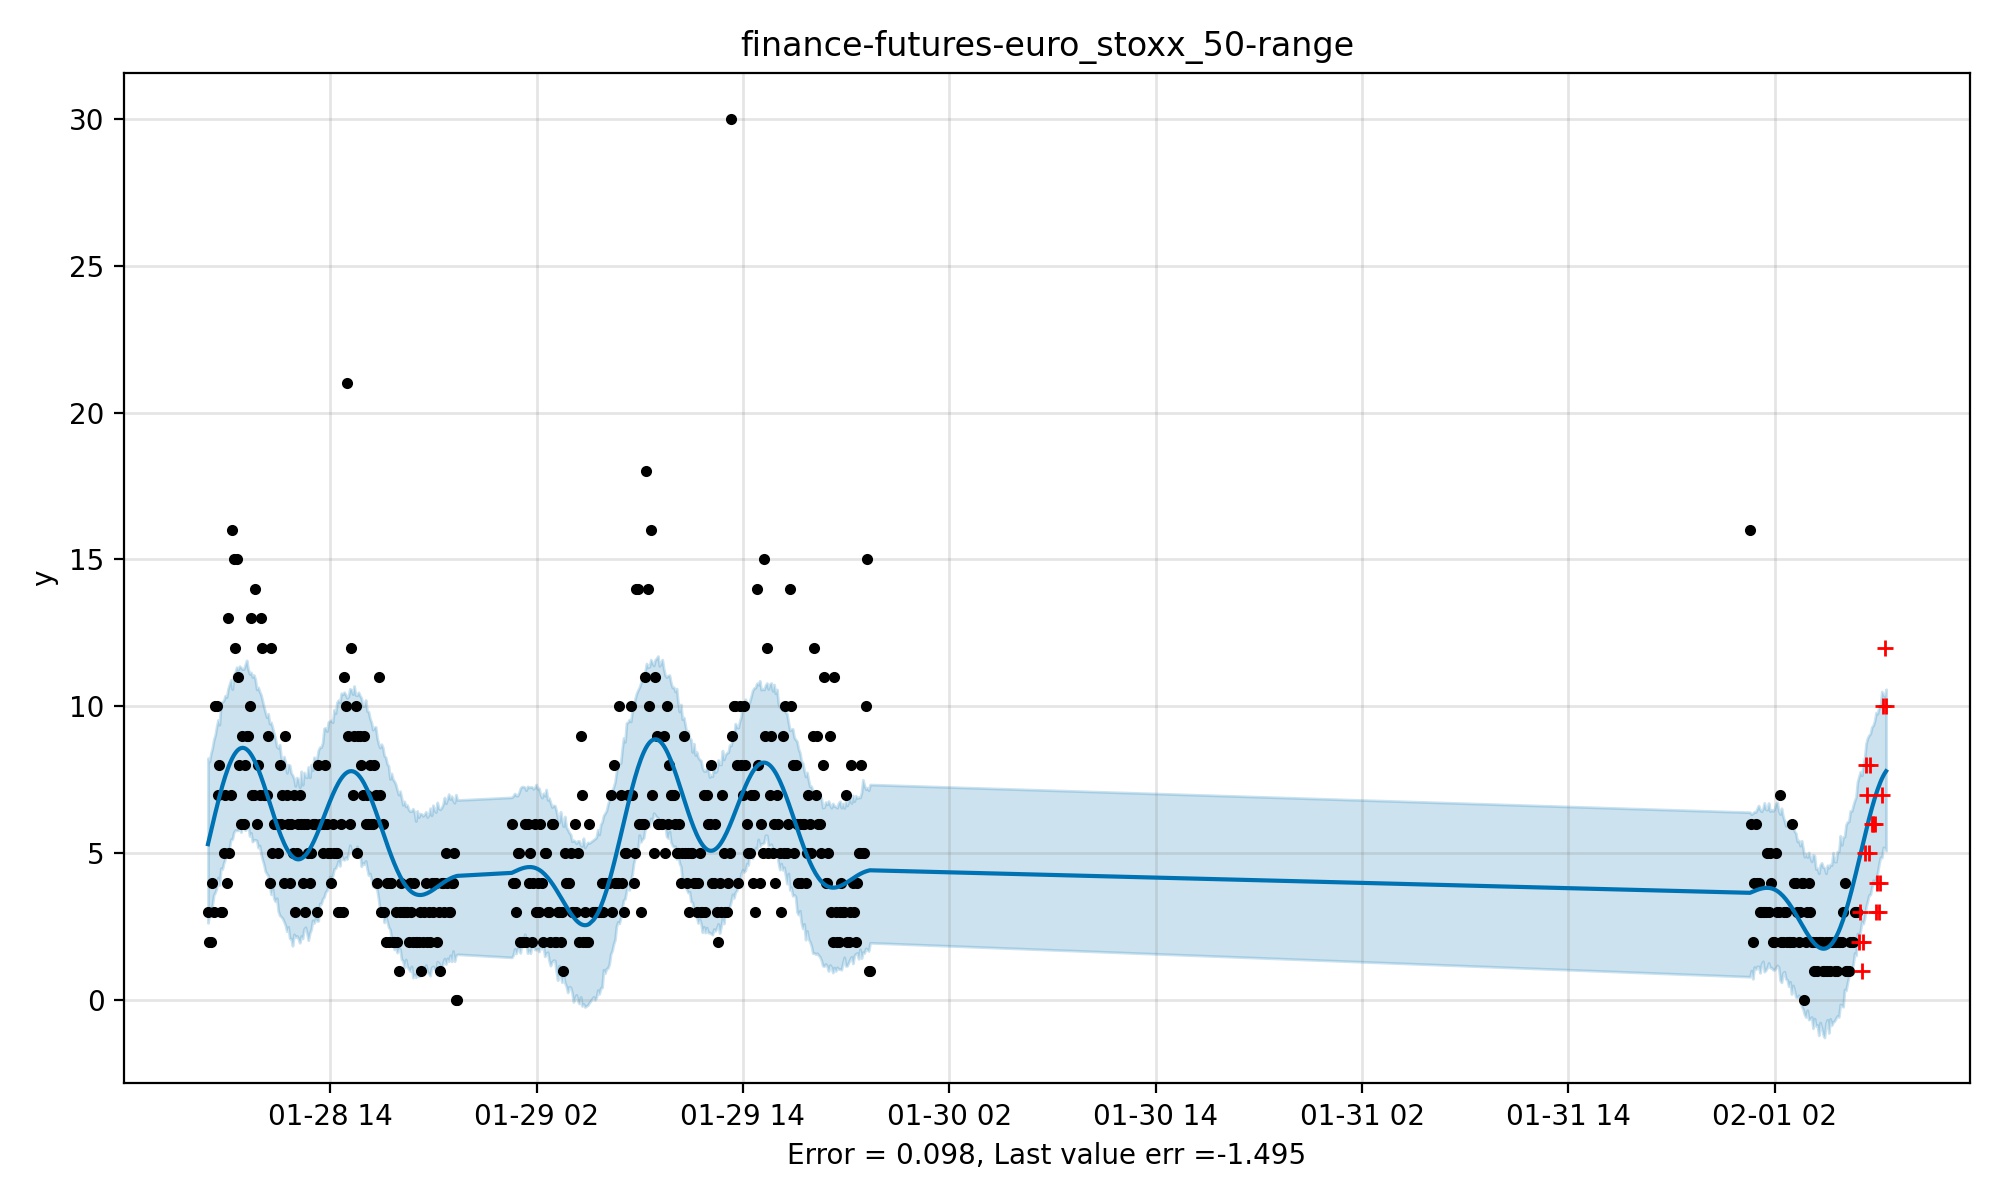 finance-futures-euro_stoxx_50-range
30
25
20
15
10
5
0
y
01-28 14 01-29 02 01-29 14 01-30 02 01-30 14 01-31 02 01-31 14 02-01 02
Error = 0.098, Last value err =-1.495